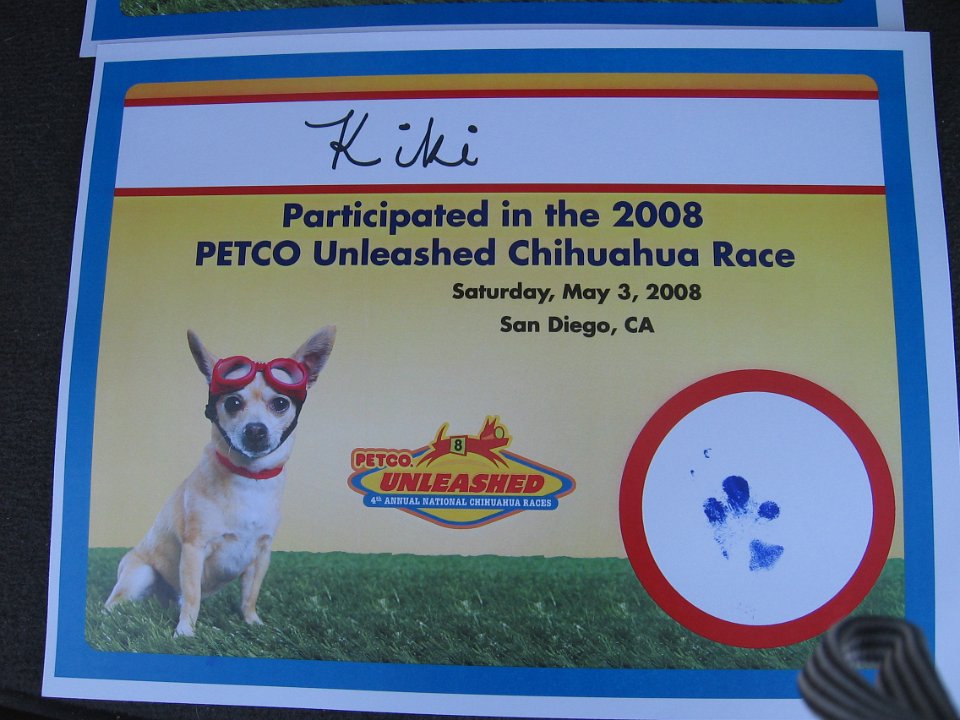 Kiki
Participated in the 2008
PETCO Unleashed Chihuahua Race
Saturday, May 3, 2008
San Diego, CA
8
PETCO.
UNLEASHED
4th ANNUAL NATIONAL CHIHUAHUA RACES